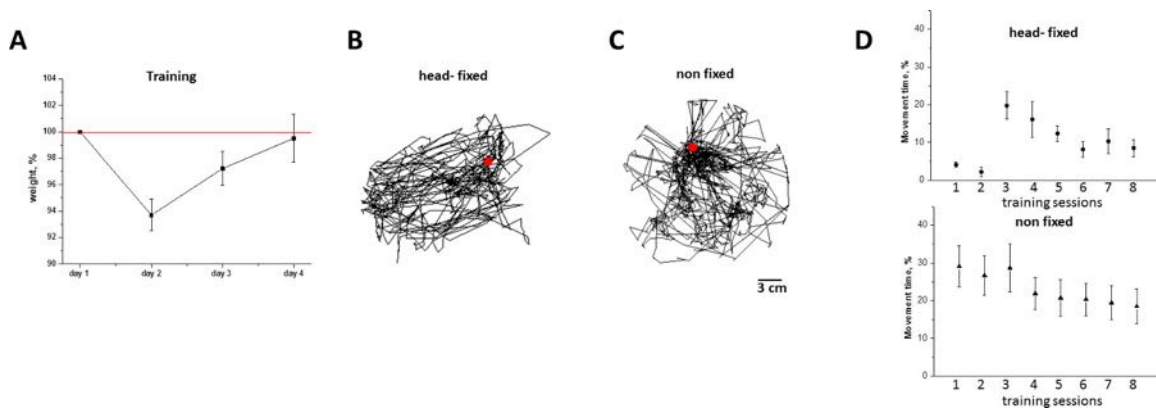 A
Training
104
102
100
98
96
94
92
90
weight, %
day 1
day 2
day 3
day 4
B
head- fixed
C
non fixed
3 cm
D
head- fixed
Movement time, %
40
30
20
10
0
1 2 3 4 5 6 7 8
training sessions
non fixed
Movement time, %
40
30
20
10
0
1 2 3 4 5 6 7 8
training sessions